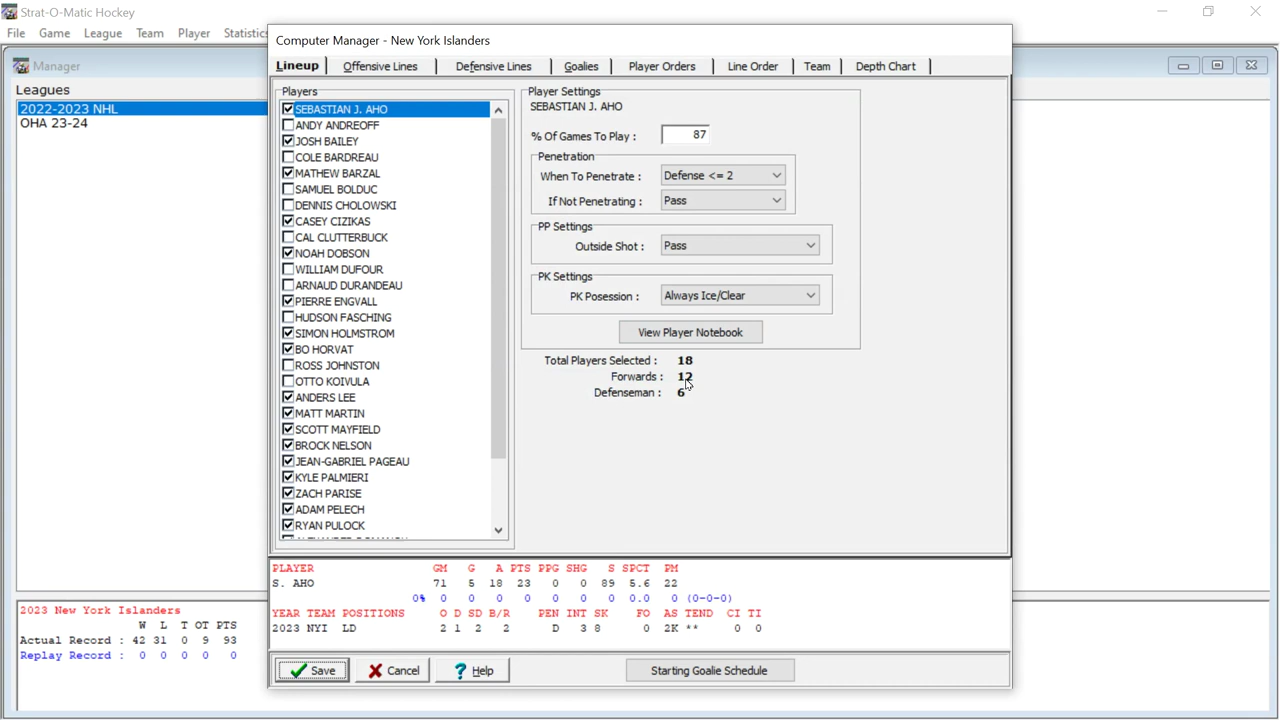 Strat-O-Matic Hockey
File Game League Team Player Statistics
Manager
Leagues
2022-2023 NHL
OHA 23-24
Computer Manager - New York Islanders
Lineup Offensive Lines Defensive Lines Goalies Player Orders Line Order Team Depth Chart
Players
SEBASTIAN J. AHO
ANDY ANDREOFF
JOSH BAILEY
COLE BARDREAU
MATHEW BARZAL
SAMUEL BOLDUC
DENNIS CHOLOWSKI
CASEY CIZIKAS
CAL CLUTTERBUCK
NOAH DOBSON
WILLIAM DUFOUR
ARNAUD DURANDEAU
PIERRE ENGVALL
HUDSON FASCHING
SIMON HOLMSTROM
BO HORVAT
ROSS JOHNSTON
OTTO KOIVULA
ANDERS LEE
MATT MARTIN
SCOTT MAYFIELD
BROCK NELSON
JEAN-GABRIEL PAGEAU
KYLE PALMIERI
ZACH PARISE
ADAM PELECH
RYAN PULOCK
Player Settings
SEBASTIAN J. AHO
% Of Games To Play : 87
Penetration
When To Penetrate : Defense <= 2
If Not Penetrating : Pass
PP Settings
Outside Shot : Pass
PK Settings
PK Posession : Always Ice/Clear
View Player Notebook
Total Players Selected : 18
Forwards : 12
Defenseman : 6
PLAYER GM G A PTS PPG SHG S SPCT PM
S. AHO 71 5 18 23 0 0 89 5.6 22
0% 0 0 0 0 0 0 0 0.0 0 (0-0-0)
YEAR TEAM POSITIONS O D SD B/R PEN INT SK FO AS TEND CI TI
2023 NYI LD 2 1 2 2 D 3 8 0 2K ** 0 0
2023 New York Islanders
W L T OT PTS
Actual Record : 42 31 0 9 93
Replay Record : 0 0 0 0 0
Save Cancel Help Starting Goalie Schedule